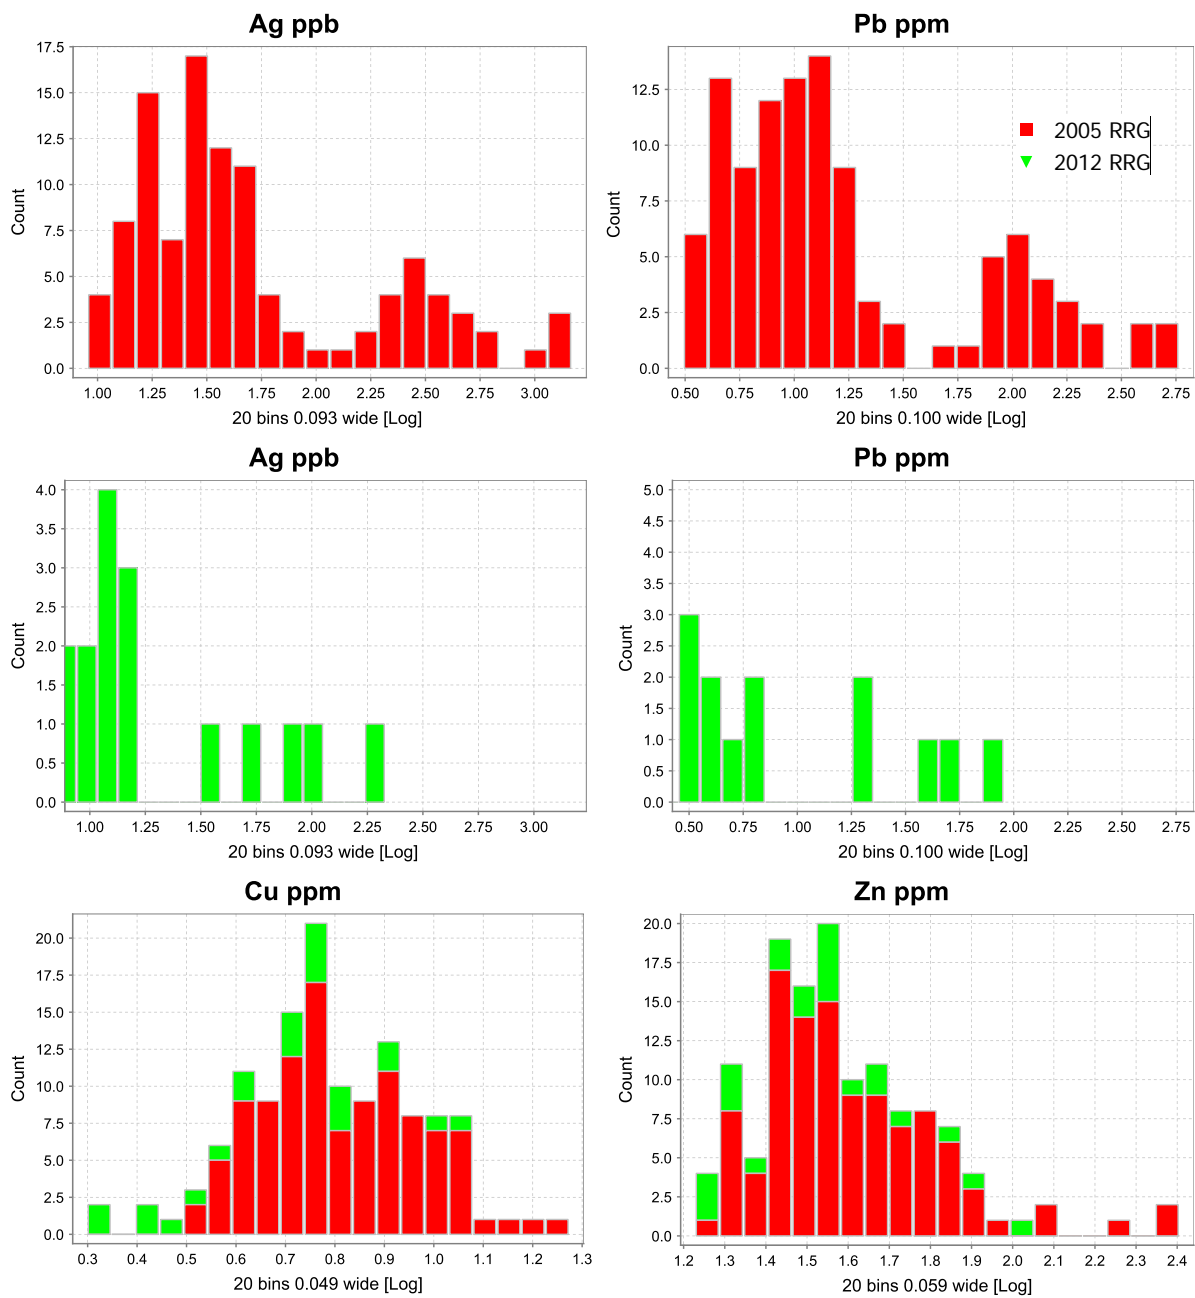 Ag ppb
17.5
15.0
12.5
10.0
7.5
5.0
2.5
0.0
Count
1.00 1.25 1.50 1.75 2.00 2.25 2.50 2.75 3.00
20 bins 0.093 wide [Log]
Pb ppm
12.5
10.0
7.5
5.0
2.5
0.0
Count
2005 RRG
2012 RRG
0.50 0.75 1.00 1.25 1.50 1.75 2.00 2.25 2.50 2.75
20 bins 0.100 wide [Log]
Ag ppb
4.0
3.5
3.0
2.5
2.0
1.5
1.0
0.5
0.0
Count
1.00 1.25 1.50 1.75 2.00 2.25 2.50 2.75 3.00
20 bins 0.093 wide [Log]
Pb ppm
5.0
4.5
4.0
3.5
3.0
2.5
2.0
1.5
1.0
0.5
0.0
Count
0.50 0.75 1.00 1.25 1.50 1.75 2.00 2.25 2.50 2.75
20 bins 0.100 wide [Log]
Cu ppm
20.0
17.5
15.0
12.5
10.0
7.5
5.0
2.5
0.0
Count
0.3 0.4 0.5 0.6 0.7 0.8 0.9 1.0 1.1 1.2 1.3
20 bins 0.049 wide [Log]
Zn ppm
20.0
17.5
15.0
12.5
10.0
7.5
5.0
2.5
0.0
Count
1.2 1.3 1.4 1.5 1.6 1.7 1.8 1.9 2.0 2.1 2.2 2.3 2.4
20 bins 0.059 wide [Log]